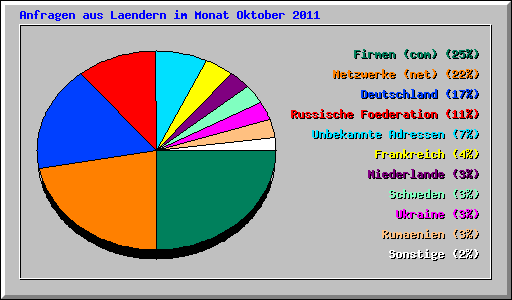 Anfragen aus Laendern im Monat Oktober 2011
Firmen (com) (25%)
Netzwerke (net) (22%)
Deutschland (17%)
Russische Foederation (11%)
Unbekannte Adressen (7%)
Frankreich (4%)
Niederlande (3%)
Schweden (3%)
Ukraine (3%)
Rumaenien (3%)
Sonstige (2%)